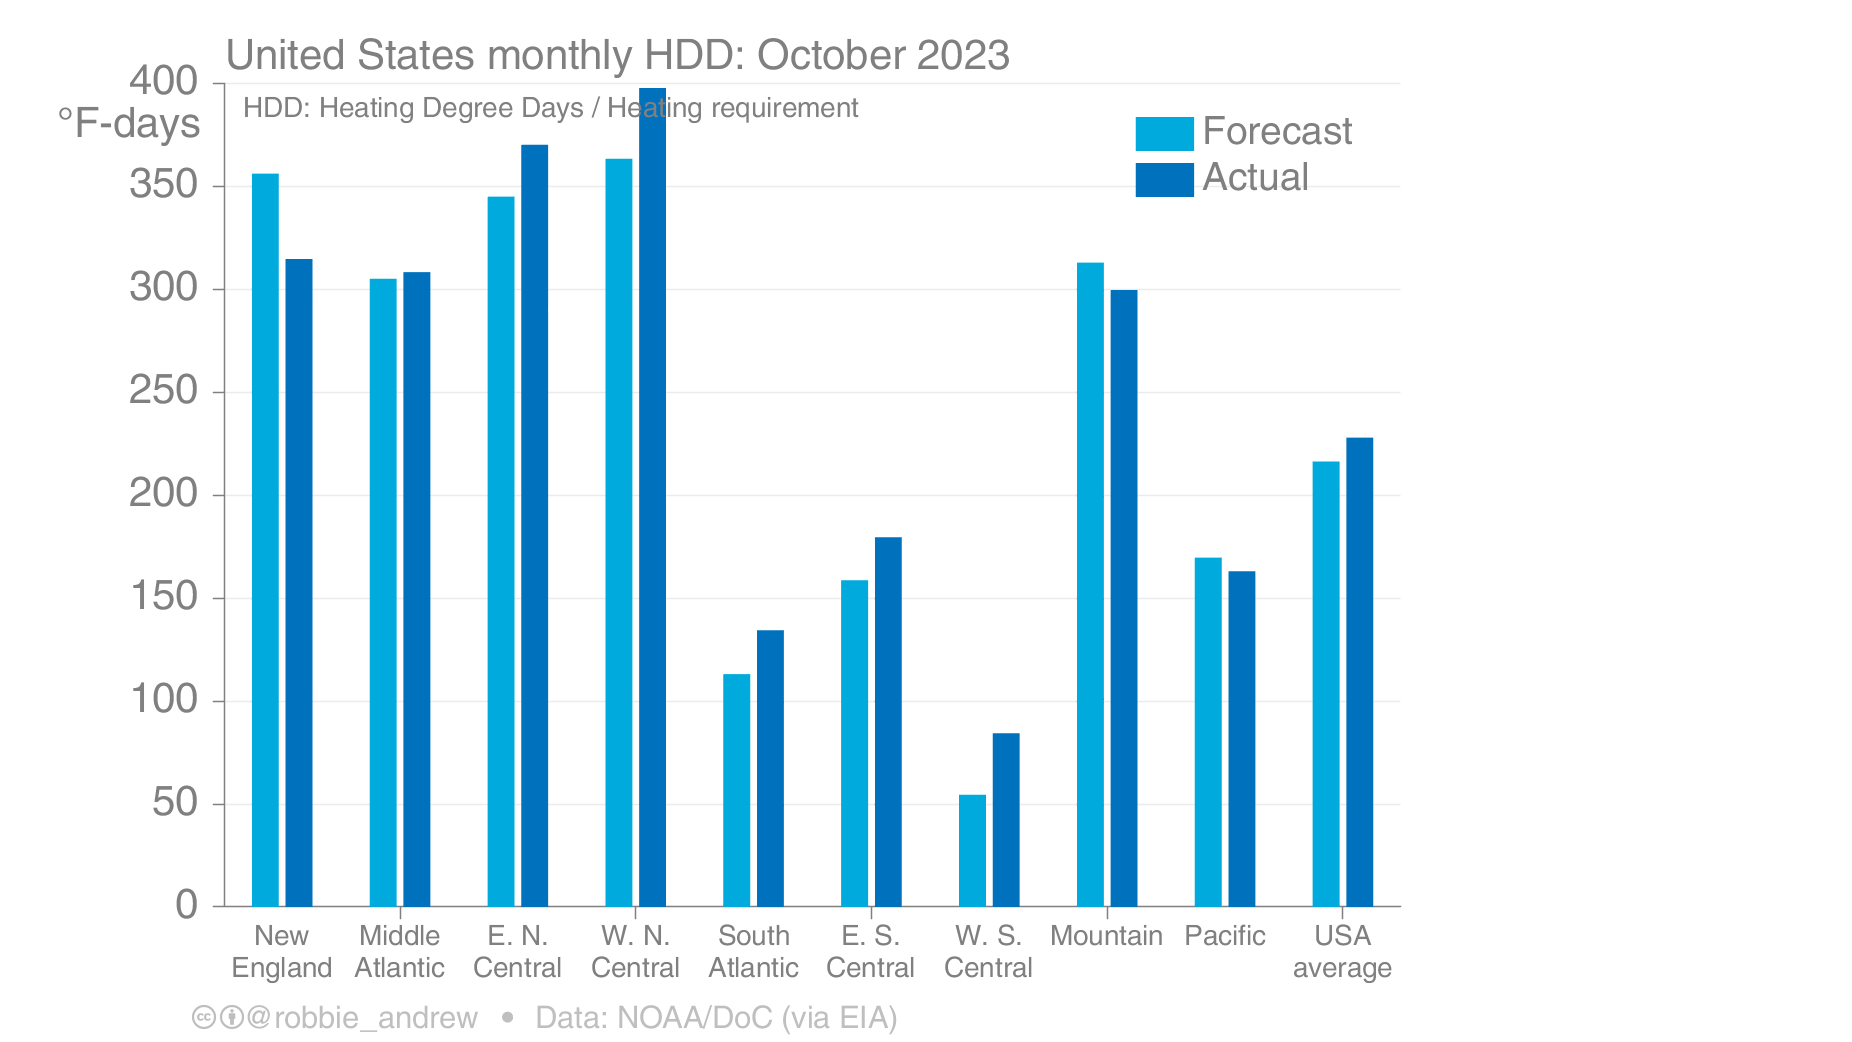 United States monthly HDD: October 2023
400
°F-days
HDD: Heating Degree Days / Heating requirement
Forecast
Actual
350
300
250
200
150
100
50
0
New England
Middle Atlantic
E. N. Central
W. N. Central
South Atlantic
E. S. Central
W. S. Central
Mountain
Pacific
USA average
cc @robbie_andrew • Data: NOAA/DoC (via EIA)